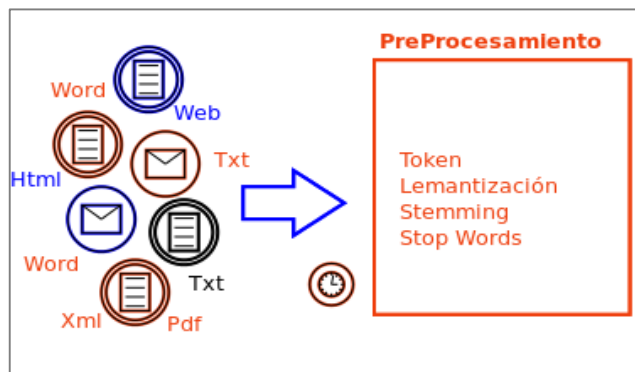 PreProcesamiento
Word
Web
Txt
Html
Word
Txt
Xml
Pdf
Token
Lemantización
Stemming
Stop Words